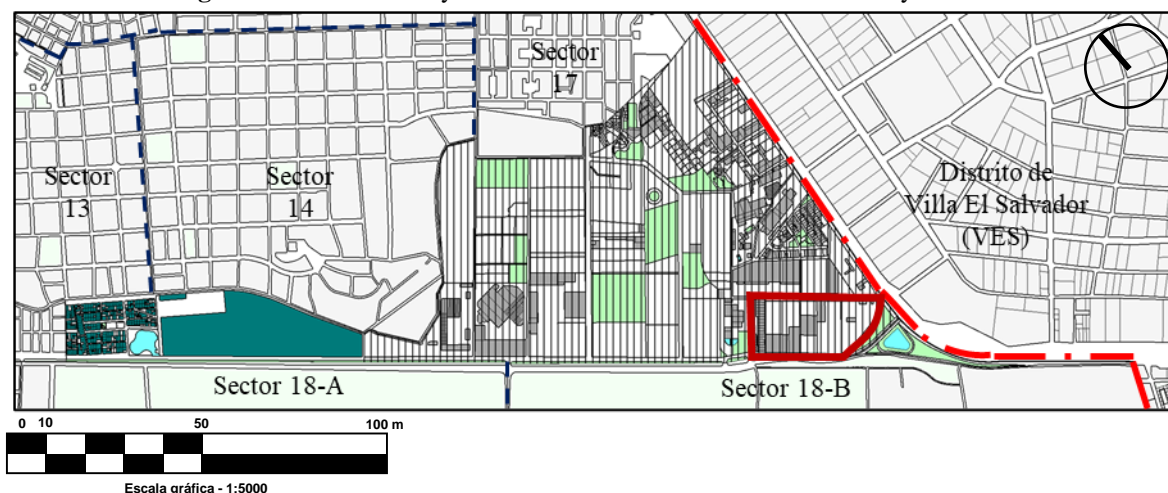 Sector
17
Sector
13
Sector
14
Distrito de
Villa El Salvador
(VES)
Sector 18-A
Sector 18-B
0 10 50 100 m
Escala gráfica - 1:5000